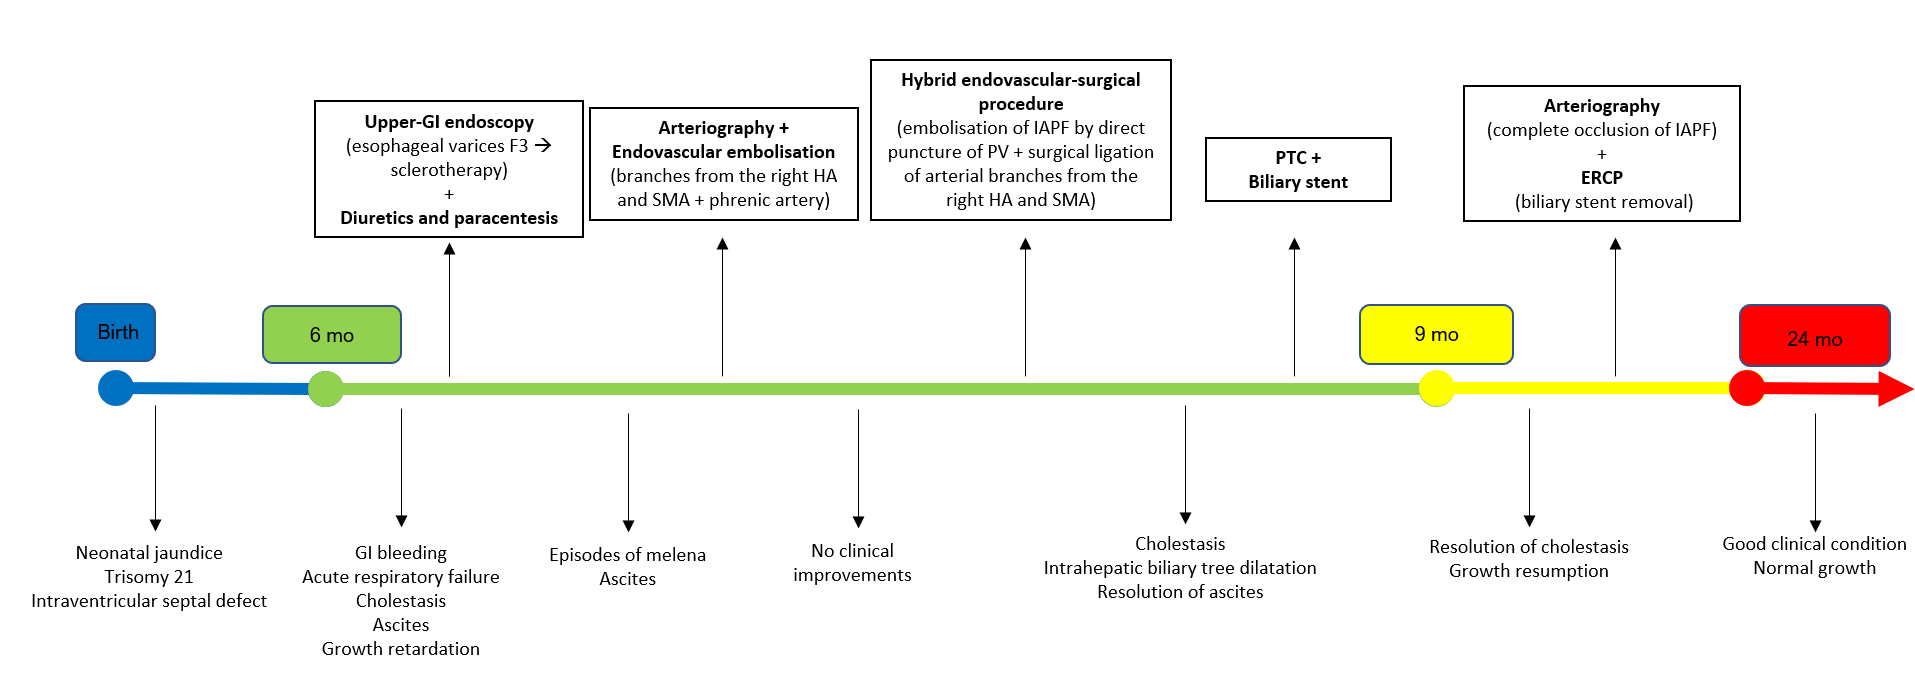 Upper-GI endoscopy
(esophageal varices F3 →
sclerotherapy)
+
Diuretics and paracentesis
Arteriography +
Endovascular embolisation
(branches from the right HA
and SMA + phrenic artery)
Hybrid endovascular-surgical
procedure
(embolisation of IAPF by direct
puncture of PV + surgical ligation
of arterial branches from the
right HA and SMA)
PTC +
Biliary stent
Arteriography
(complete occlusion of IAPF)
+
ERCP
(biliary stent removal)
Birth
6 mo
9 mo
24 mo
Neonatal jaundice
Trisomy 21
Intraventricular septal defect
GI bleeding
Acute respiratory failure
Cholestasis
Ascites
Growth retardation
Episodes of melena
Ascites
No clinical
improvements
Cholestasis
Intrahepatic biliary tree dilatation
Resolution of ascites
Resolution of cholestasis
Growth resumption
Good clinical condition
Normal growth